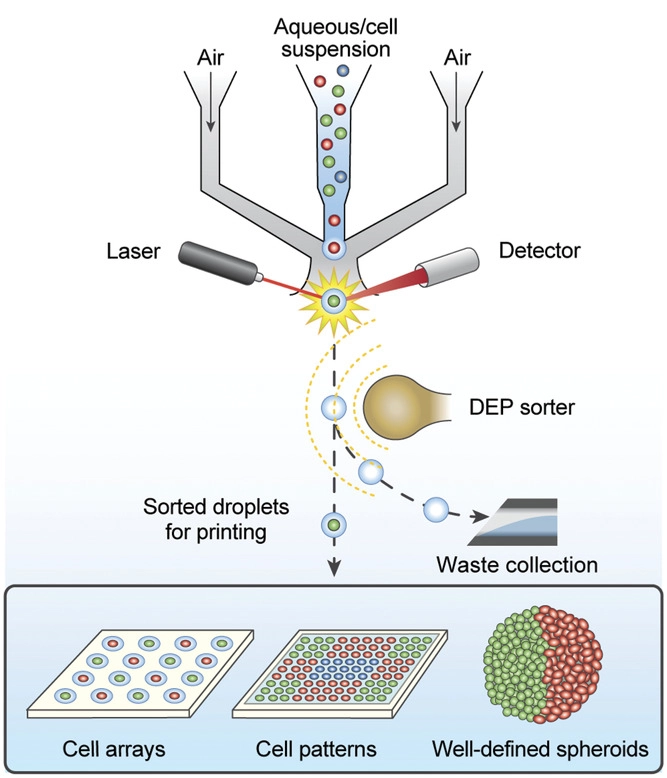 Aqueous/cell
suspension
Air
Air
Laser
Detector
DEP sorter
Sorted droplets
for printing
Waste collection
Cell arrays
Cell patterns
Well-defined spheroids